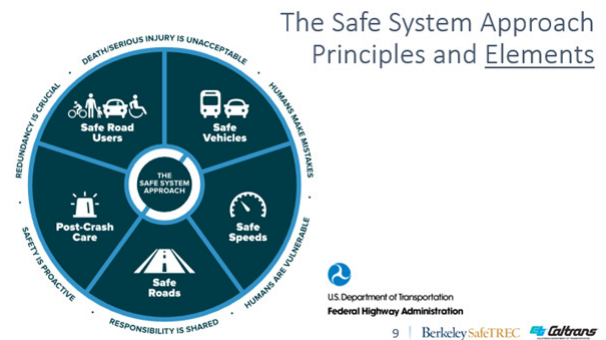 The Safe System Approach
Principles and Elements
DEATH/SERIOUS INJURY IS UNACCEPTABLE
HUMANS MAKE MISTAKES
HUMANS ARE VULNERABLE
RESPONSIBILITY IS SHARED
SAFETY IS PROACTIVE
REDUNDANCY IS CRUCIAL
Safe Road
Users
Safe
Vehicles
THE
SAFE SYSTEM
APPROACH
Post-Crash
Care
Safe
Speeds
Safe
Roads
U.S. Department of Transportation
Federal Highway Administration
9
Berkeley SafeTREC
Caltrans